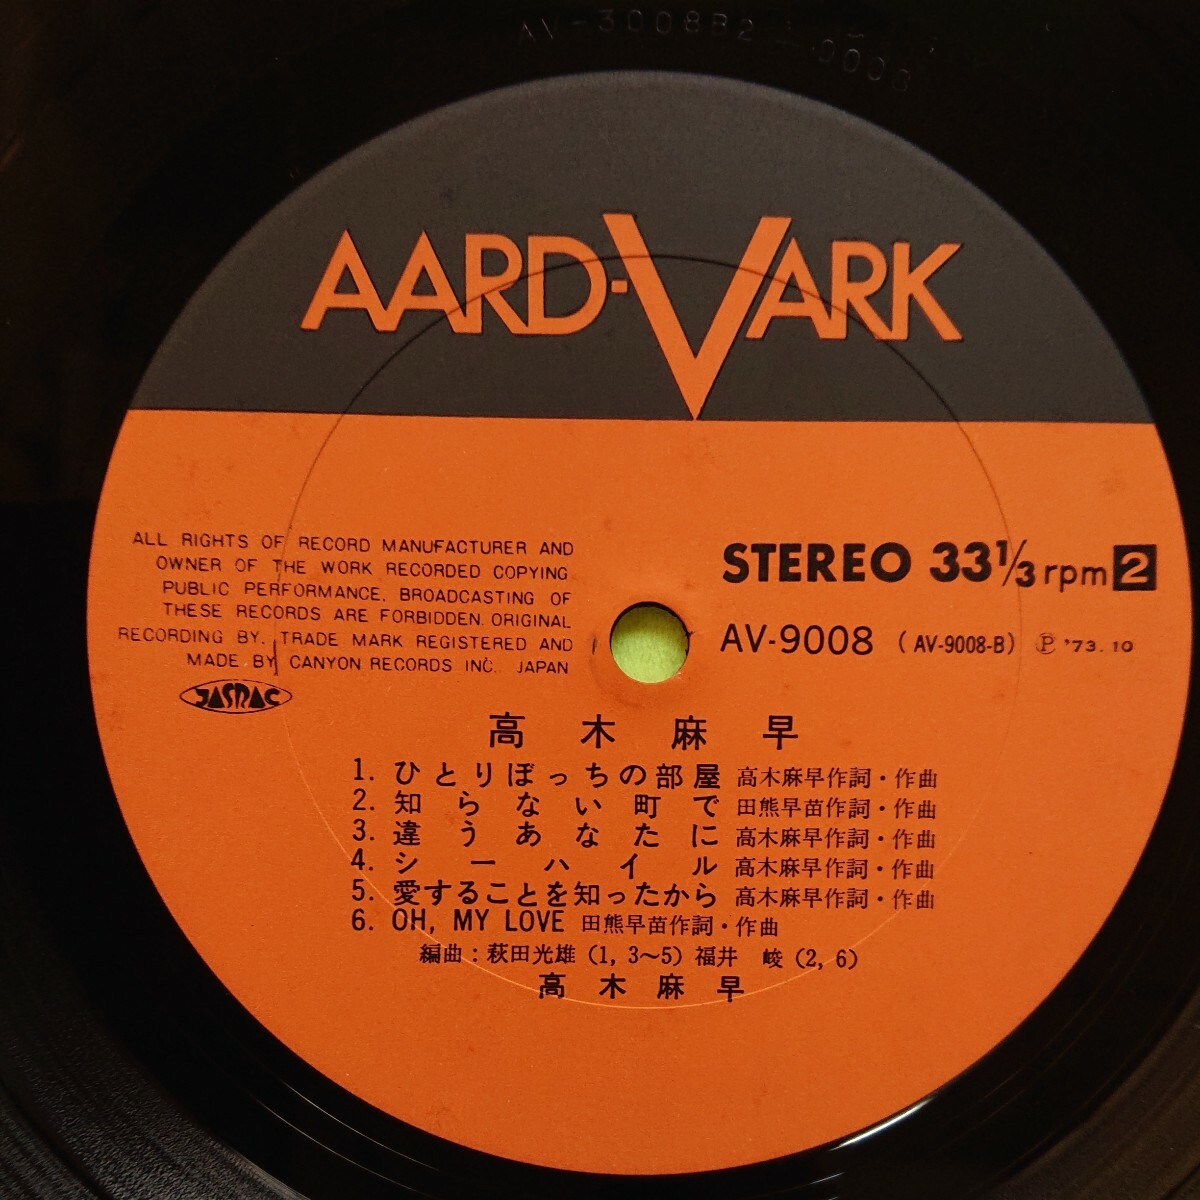 AARD-VARK
ALL RIGHTS OF RECORD MANUFACTURER AND
OWNER OF THE WORK RECORDED COPYING.
PUBLIC PERFORMANCE. BROADCASTING OF
THESE RECORDS ARE FORBIDDEN. ORIGINAL
RECORDING BY. TRADE MARK REGISTERED AND
MADE BY CANYON RECORDS INC. JAPAN
JASRAC
STEREO 33⅓ rpm 2
AV-9008 (AV-9008-B) Ⓟ '73.10
高木麻早
1. ひとりぼっちの部屋 高木麻早作詞・作曲
2. 知らない町で 田熊早苗作詞・作曲
3. 違うあなたに 高木麻早作詞・作曲
4. シーハイル 高木麻早作詞・作曲
5. 愛することを知ったから 高木麻早作詞・作曲
6. OH, MY LOVE 田熊早苗作詞・作曲
編曲：萩田光雄（1, 3～5）福井 峻（2, 6）
高木麻早